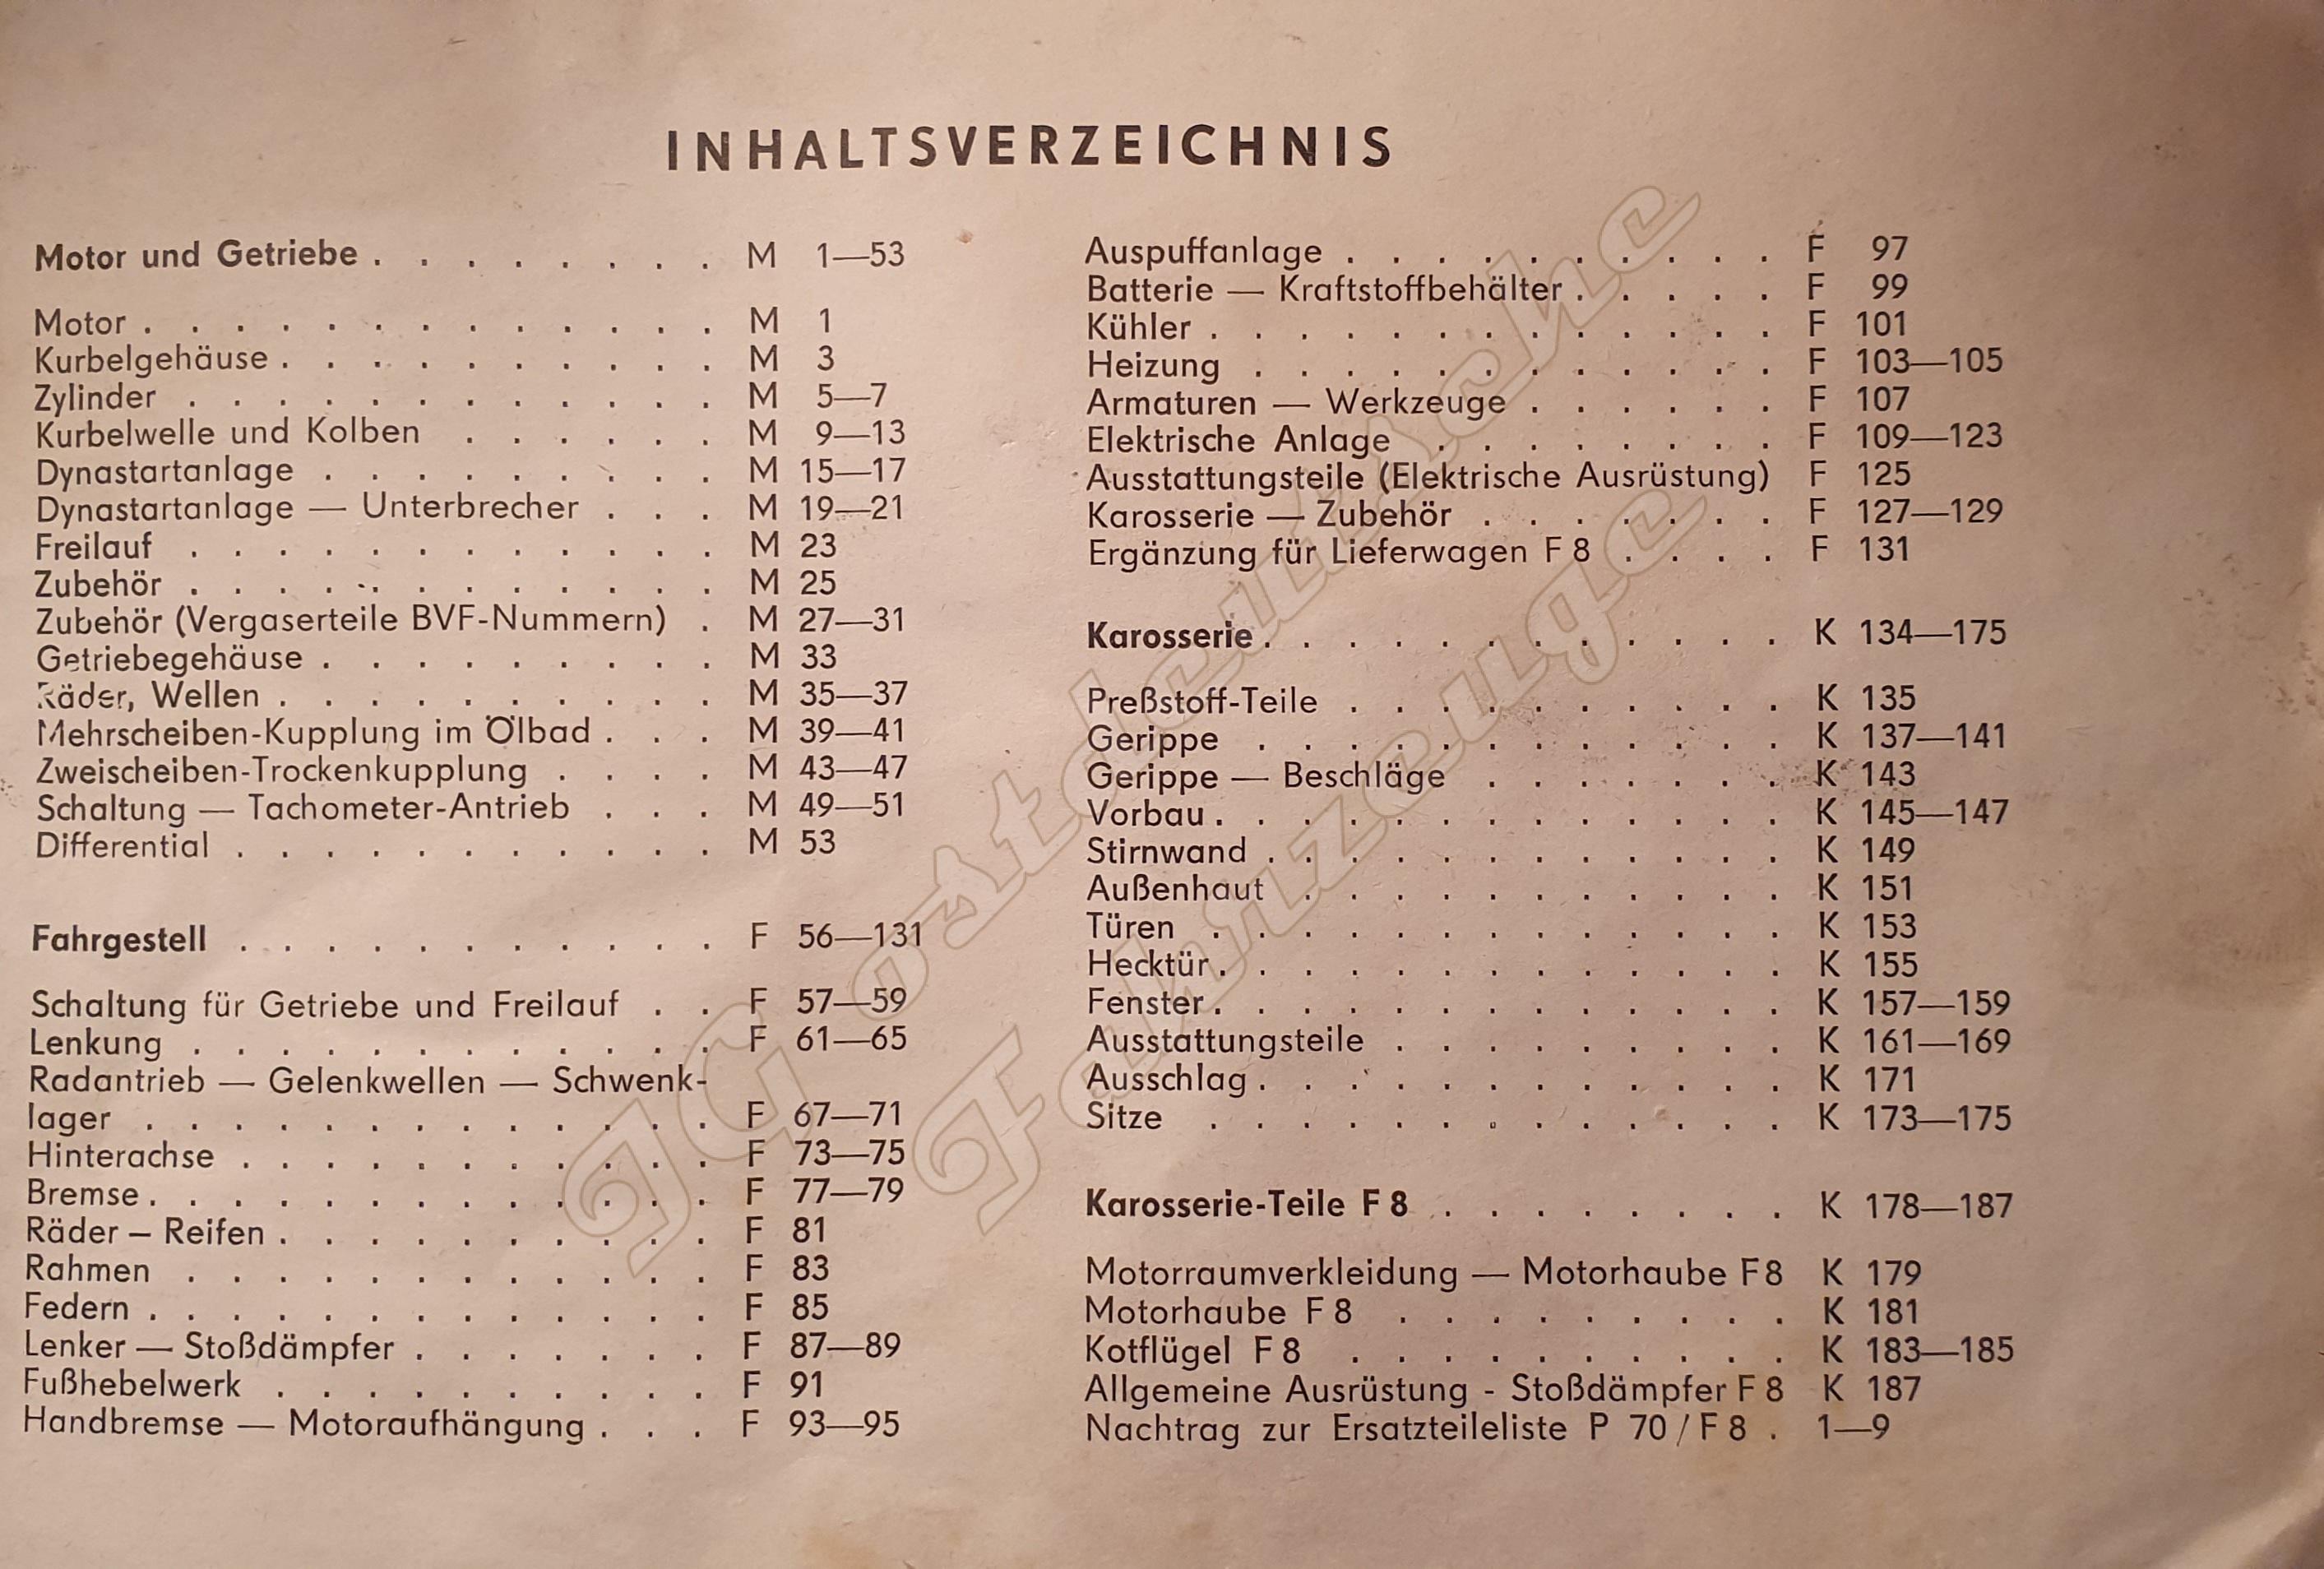 INHALTSVERZEICHNIS
Motor und Getriebe . . . . . . . . M 1—53
Motor . . . . . . . . . . . . . M 1
Kurbelgehäuse . . . . . . . . . . M 3
Zylinder . . . . . . . . . . . . M 5—7
Kurbelwelle und Kolben . . . . . . M 9—13
Dynastartanlage . . . . . . . . . M 15—17
Dynastartanlage — Unterbrecher . . . M 19—21
Freilauf . . . . . . . . . . . . M 23
Zubehör . . . . . . . . . . . . M 25
Zubehör (Vergaserteile BVF-Nummern) . M 27—31
Getriebegehäuse . . . . . . . . . M 33
Räder, Wellen . . . . . . . . . . M 35—37
Mehrscheiben-Kupplung im Ölbad . . . M 39—41
Zweischeiben-Trockenkupplung . . . . M 43—47
Schaltung — Tachometer-Antrieb . . . M 49—51
Differential . . . . . . . . . . . M 53
Fahrgestell . . . . . . . . . . . F 56—131
Schaltung für Getriebe und Freilauf . . F 57—59
Lenkung . . . . . . . . . . . . F 61—65
Radantrieb — Gelenkwellen — Schwenk-
lager . . . . . . . . . . . . . F 67—71
Hinterachse . . . . . . . . . . . F 73—75
Bremse . . . . . . . . . . . . . F 77—79
Räder – Reifen . . . . . . . . . . F 81
Rahmen . . . . . . . . . . . . F 83
Federn . . . . . . . . . . . . . F 85
Lenker — Stoßdämpfer . . . . . . . F 87—89
Fußhebelwerk . . . . . . . . . . F 91
Handbremse — Motoraufhängung . . . F 93—95
Auspuffanlage . . . . . . . . . . F 97
Batterie — Kraftstoffbehälter . . . . . F 99
Kühler . . . . . . . . . . . . . F 101
Heizung . . . . . . . . . . . . F 103—105
Armaturen — Werkzeuge . . . . . . F 107
Elektrische Anlage . . . . . . . . F 109—123
Ausstattungsteile (Elektrische Ausrüstung) F 125
Karosserie — Zubehör . . . . . . . F 127—129
Ergänzung für Lieferwagen F 8 . . . . F 131
Karosserie . . . . . . . . . . . . K 134—175
Preßstoff-Teile . . . . . . . . . . K 135
Gerippe . . . . . . . . . . . . K 137—141
Gerippe — Beschläge . . . . . . . K 143
Vorbau . . . . . . . . . . . . . K 145—147
Stirnwand . . . . . . . . . . . . K 149
Außenhaut . . . . . . . . . . . K 151
Türen . . . . . . . . . . . . . K 153
Hecktür . . . . . . . . . . . . . K 155
Fenster . . . . . . . . . . . . . K 157—159
Ausstattungsteile . . . . . . . . . K 161—169
Ausschlag . . . . . . . . . . . . K 171
Sitze . . . . . . . . . . . . . K 173—175
Karosserie-Teile F 8 . . . . . . . . K 178—187
Motorraumverkleidung — Motorhaube F 8 K 179
Motorhaube F 8 . . . . . . . . . K 181
Kotflügel F 8 . . . . . . . . . . K 183—185
Allgemeine Ausrüstung - Stoßdämpfer F 8 K 187
Nachtrag zur Ersatzteileliste P 70 / F 8 . 1—9
IG ostdeutsche
Fahrzeuge